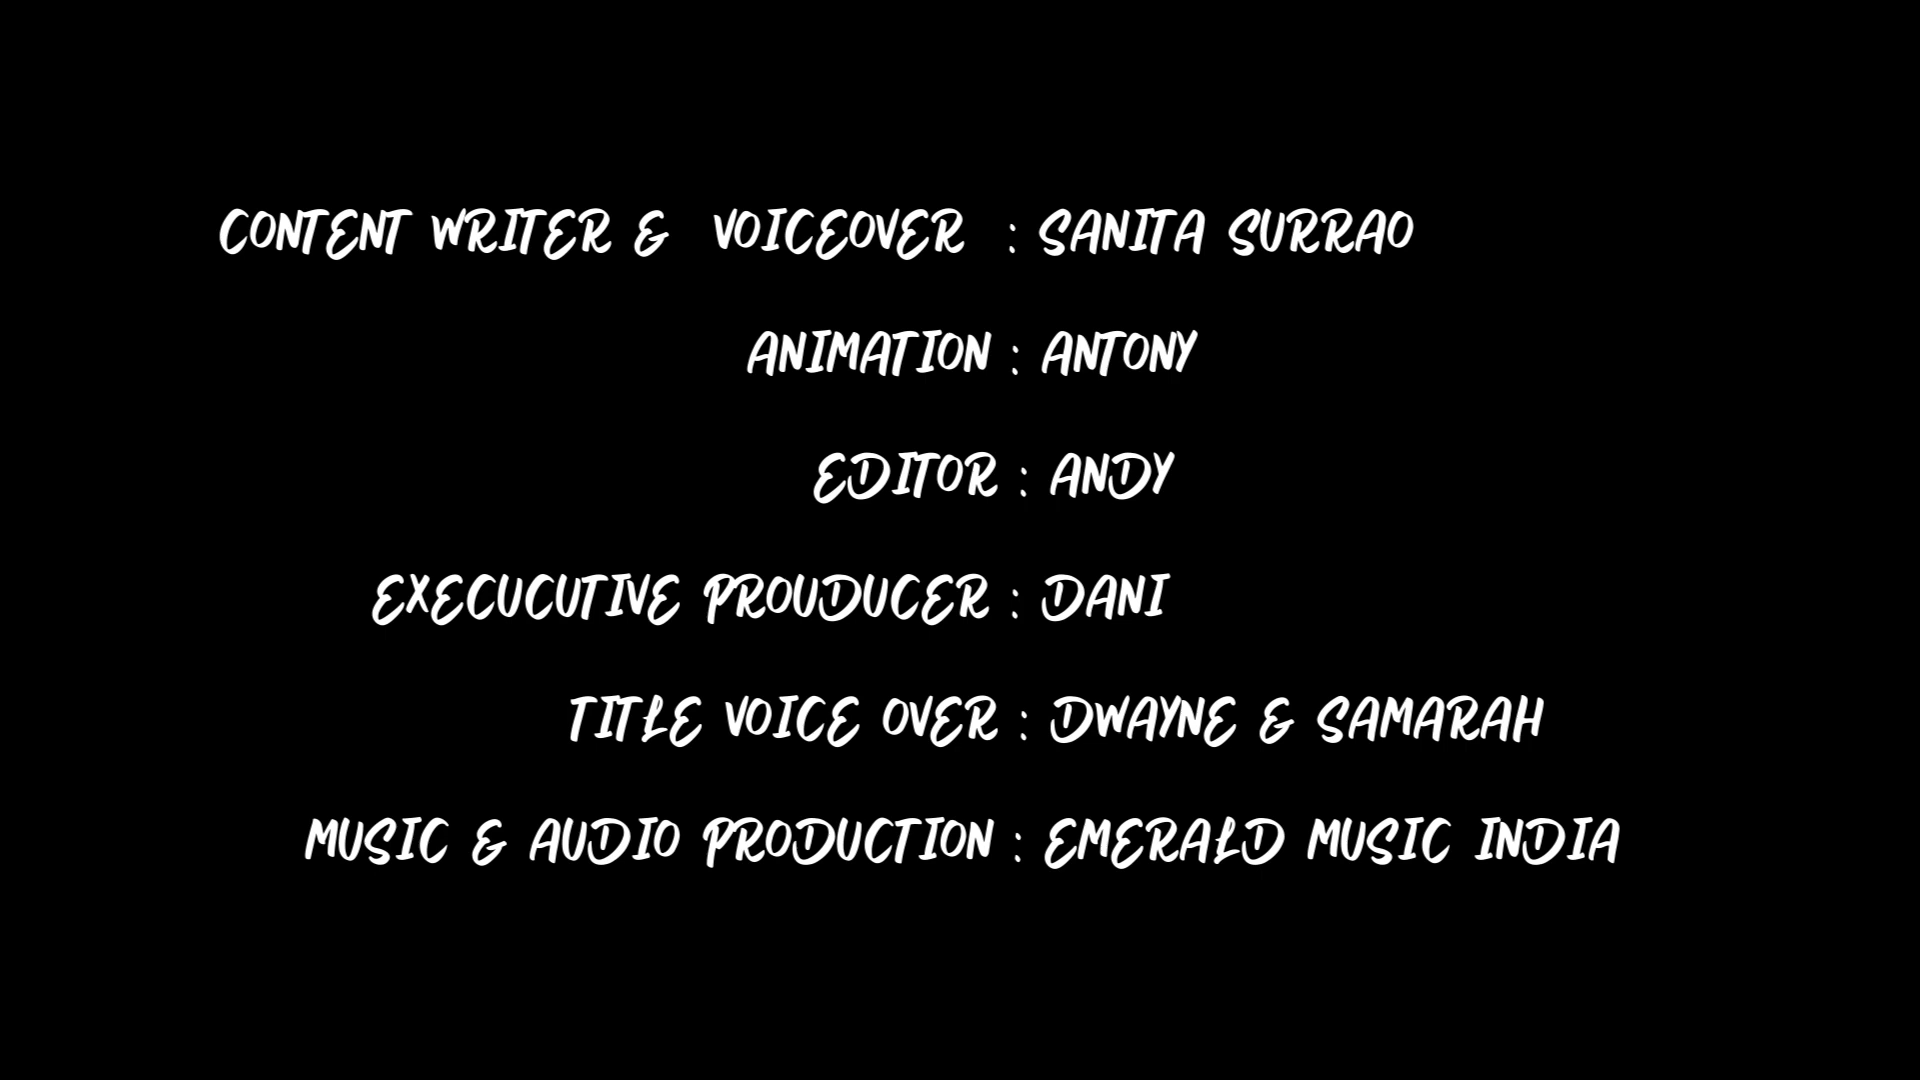 CONTENT WRITER & VOICEOVER : SANITA SURRAO
ANIMATION : ANTONY
EDITOR : ANDY
EXECUCUTIVE PROUDUCER : DANI
TITLE VOICE OVER : DWAYNE & SAMARAH
MUSIC & AUDIO PRODUCTION : EMERALD MUSIC INDIA